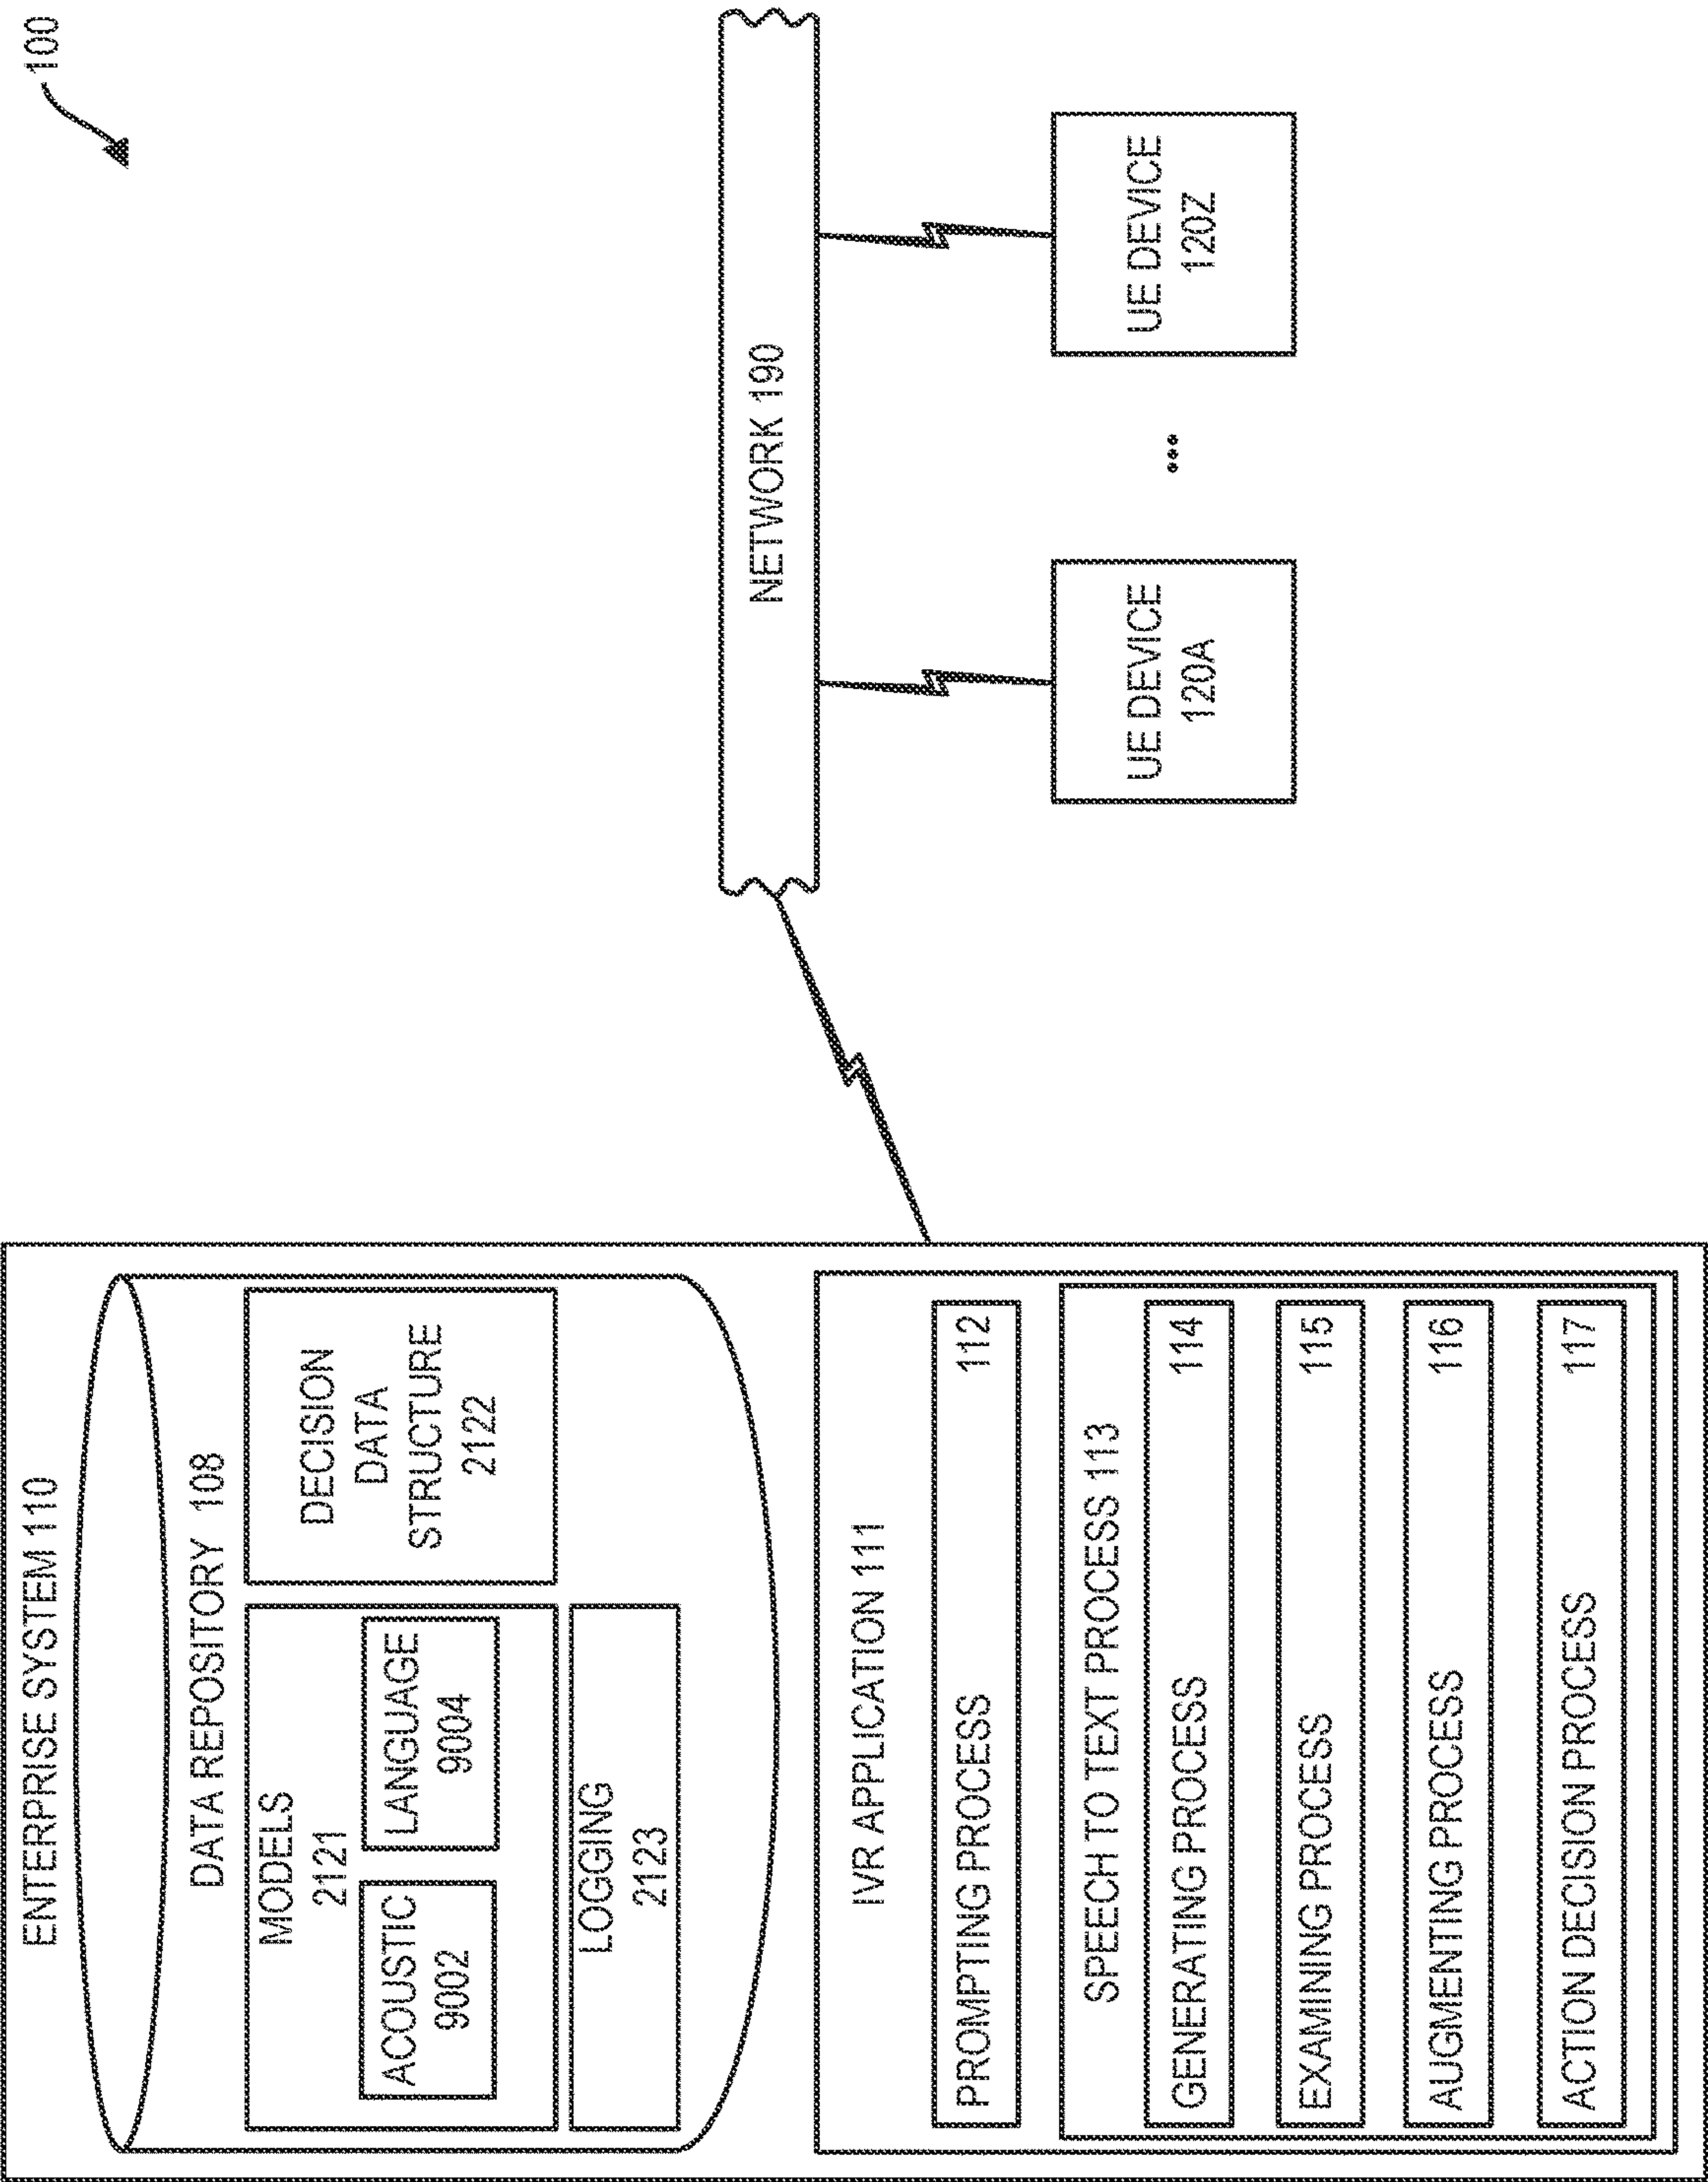 100
ENTERPRISE SYSTEM 110
DATA REPOSITORY 108
MODELS
2121
ACOUSTIC
9002
LANGUAGE
9004
DECISION
DATA
STRUCTURE
2122
LOGGING
2123
IVR APPLICATION 111
PROMPTING PROCESS 112
SPEECH TO TEXT PROCESS 113
GENERATING PROCESS 114
EXAMINING PROCESS 115
AUGMENTING PROCESS 116
ACTION DECISION PROCESS 117
NETWORK 190
UE DEVICE
120A
...
UE DEVICE
120Z